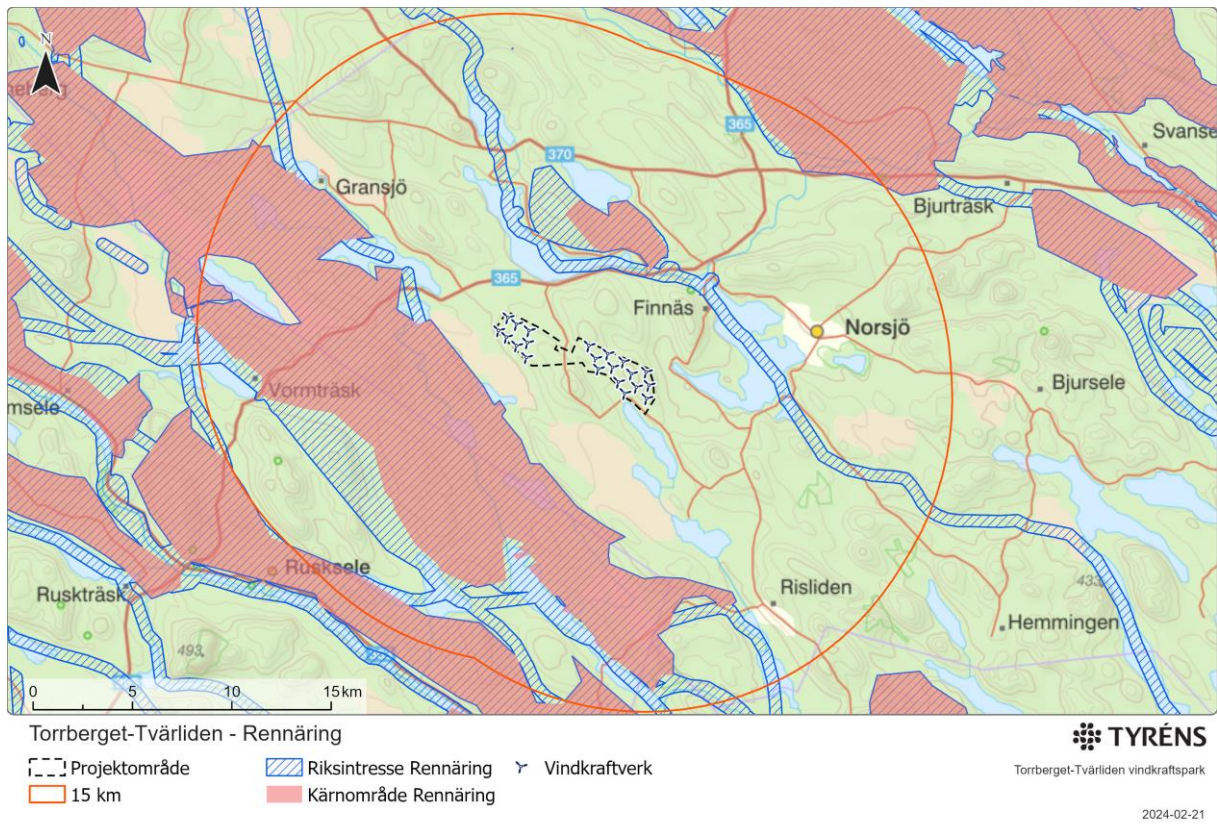 N
370
365
Svanse
Gransjö
Bjurträsk
365
Finnäs
Norsjö
Vormträsk
Bjursele
msele
Rusksele
Ruskträsk
Risliden
433
Hemmingen
493
0 5 10 15 km
Torrberget-Tvärliden - Rennäring
TYRÉNS
Projektområde
Riksintresse Rennäring
Vindkraftverk
Torrberget-Tvärliden vindkraftspark
15 km
Kärnområde Rennäring
2024-02-21